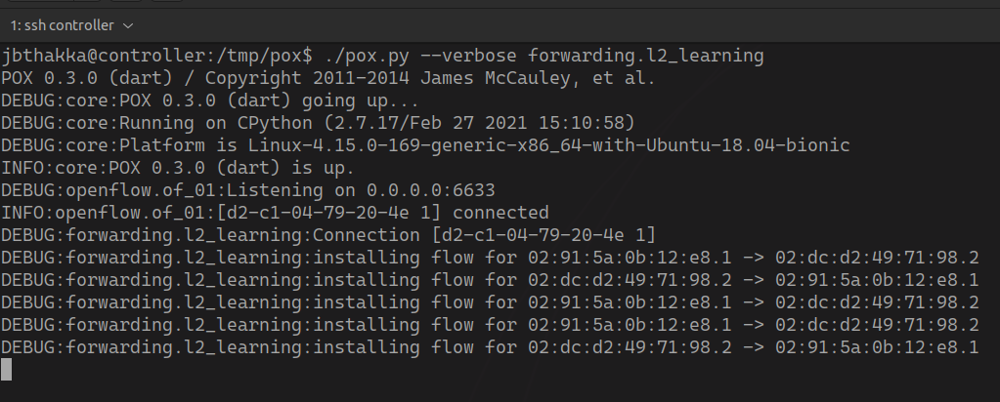 1: ssh controller
jbthakka@controller:/tmp/pox$ ./pox.py --verbose forwarding.l2_learning
POX 0.3.0 (dart) / Copyright 2011-2014 James McCauley, et al.
DEBUG:core:POX 0.3.0 (dart) going up...
DEBUG:core:Running on CPython (2.7.17/Feb 27 2021 15:10:58)
DEBUG:core:Platform is Linux-4.15.0-169-generic-x86_64-with-Ubuntu-18.04-bionic
INFO:core:POX 0.3.0 (dart) is up.
DEBUG:openflow.of_01:Listening on 0.0.0.0:6633
INFO:openflow.of_01:[d2-c1-04-79-20-4e 1] connected
DEBUG:forwarding.l2_learning:Connection [d2-c1-04-79-20-4e 1]
DEBUG:forwarding.l2_learning:installing flow for 02:91:5a:0b:12:e8.1 -> 02:dc:d2:49:71:98.2
DEBUG:forwarding.l2_learning:installing flow for 02:dc:d2:49:71:98.2 -> 02:91:5a:0b:12:e8.1
DEBUG:forwarding.l2_learning:installing flow for 02:91:5a:0b:12:e8.1 -> 02:dc:d2:49:71:98.2
DEBUG:forwarding.l2_learning:installing flow for 02:91:5a:0b:12:e8.1 -> 02:dc:d2:49:71:98.2
DEBUG:forwarding.l2_learning:installing flow for 02:dc:d2:49:71:98.2 -> 02:91:5a:0b:12:e8.1